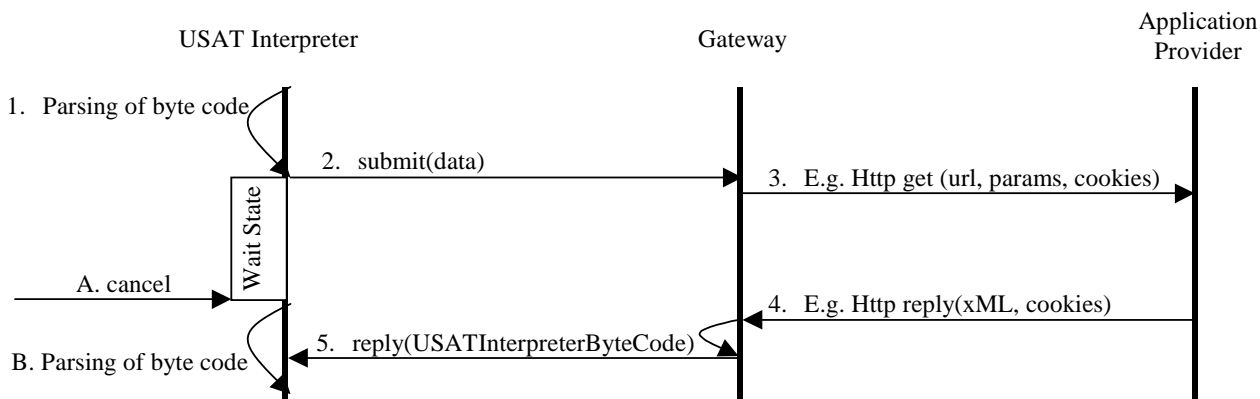 USAT Interpreter
Gateway
Application
Provider
1. Parsing of byte code
2. submit(data)
3. E.g. Http get (url, params, cookies)
Wait State
A. cancel
4. E.g. Http reply(xML, cookies)
5. reply(USATInterpreterByteCode)
B. Parsing of byte code